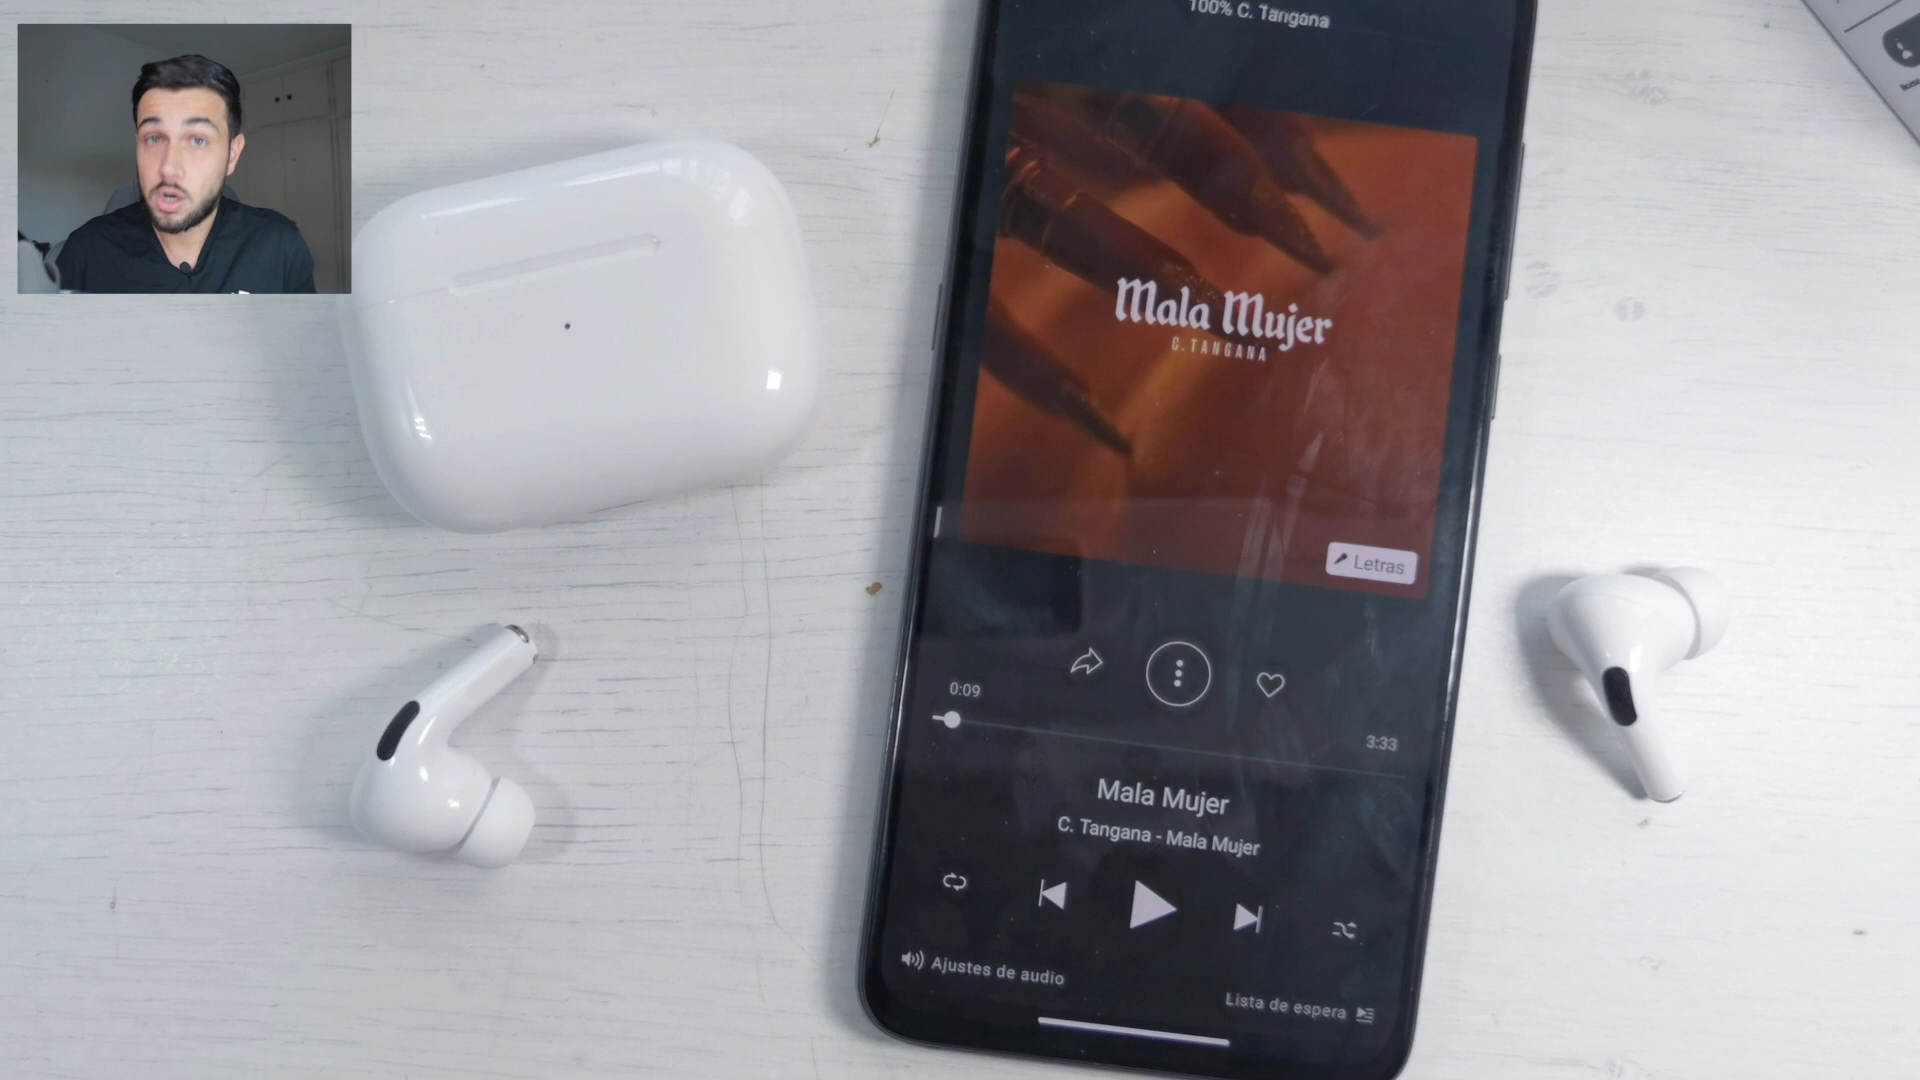 100% C. Tangana
Mala Mujer
C.TANGANA
Letras
0:09
3:33
Mala Mujer
C. Tangana - Mala Mujer
Ajustes de audio
Lista de espera